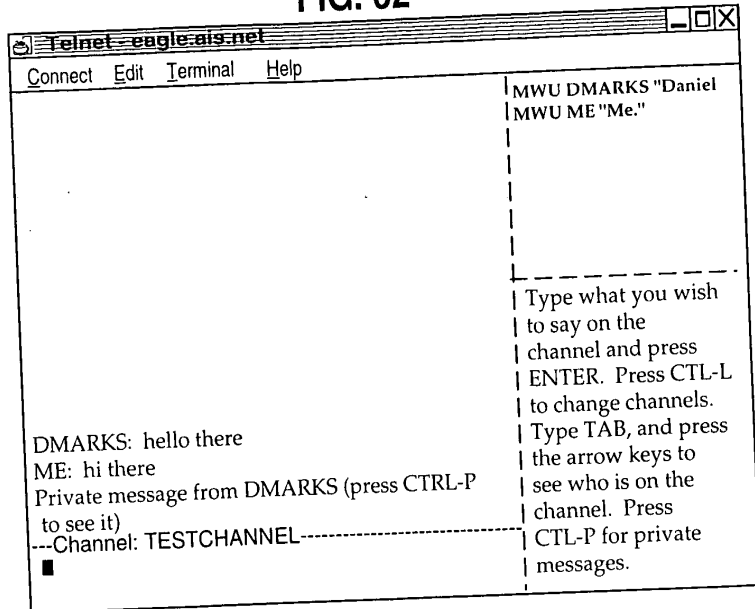 FIG. 62
Telnet - eagle.ais.net
Connect Edit Terminal Help
MWU DMARKS "Daniel
MWU ME "Me."
DMARKS: hello there
ME: hi there
Private message from DMARKS (press CTRL-P
to see it)
---Channel: TESTCHANNEL---
Type what you wish
to say on the
channel and press
ENTER. Press CTL-L
to change channels.
Type TAB, and press
the arrow keys to
see who is on the
channel. Press
CTL-P for private
messages.